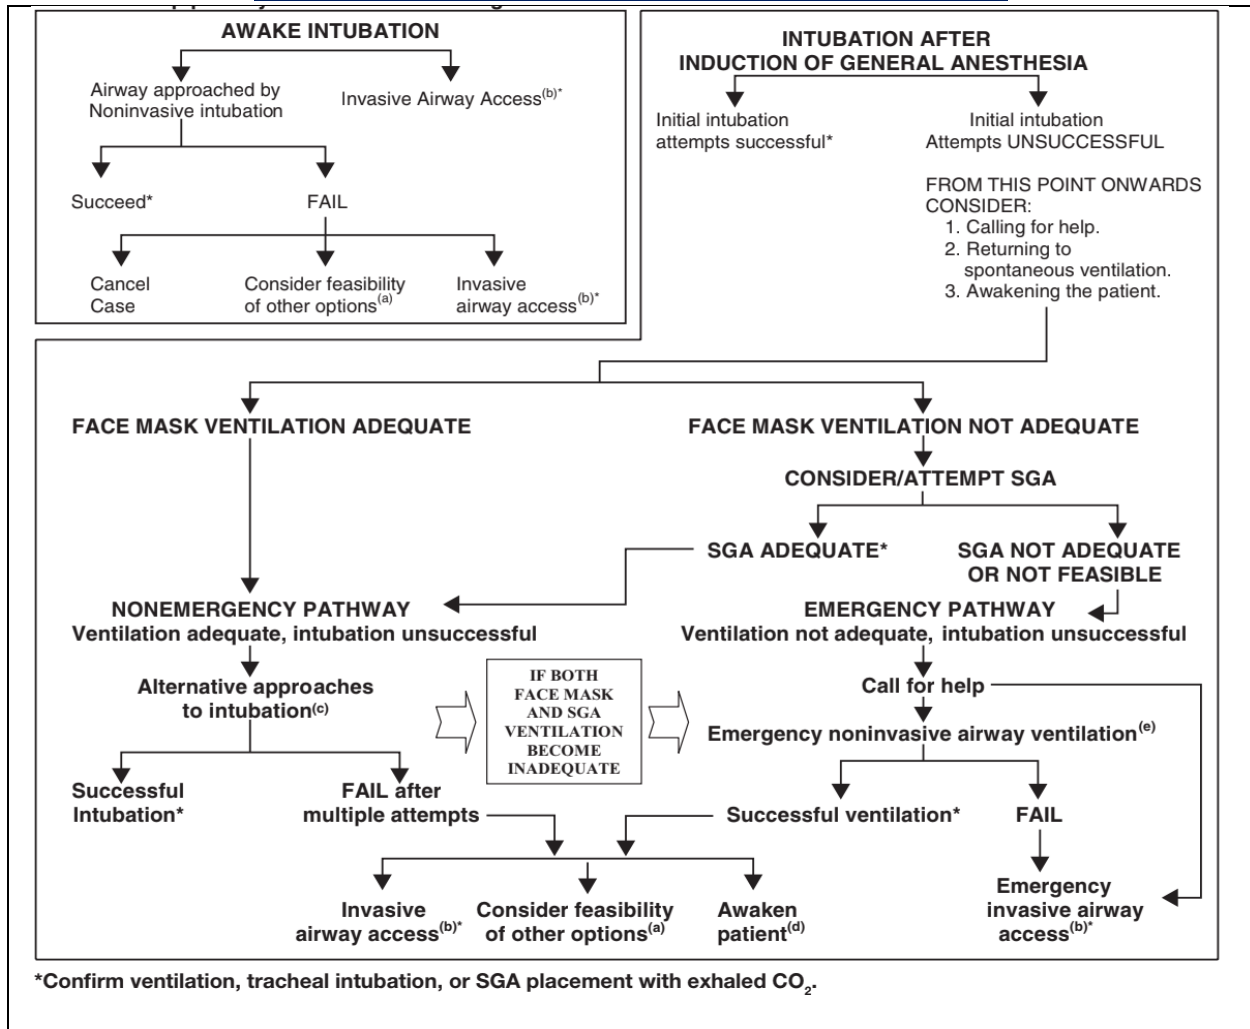 AWAKE INTUBATION
Airway approached by
Noninvasive intubation
Invasive Airway Access(b)*
Succeed*
FAIL
Cancel
Case
Consider feasibility
of other options(a)
Invasive
airway access(b)*
INTUBATION AFTER
INDUCTION OF GENERAL ANESTHESIA
Initial intubation
attempts successful*
Initial intubation
Attempts UNSUCCESSFUL
FROM THIS POINT ONWARDS
CONSIDER:
1. Calling for help.
2. Returning to
spontaneous ventilation.
3. Awakening the patient.
FACE MASK VENTILATION ADEQUATE
FACE MASK VENTILATION NOT ADEQUATE
CONSIDER/ATTEMPT SGA
SGA ADEQUATE*
SGA NOT ADEQUATE
OR NOT FEASIBLE
NONEMERGENCY PATHWAY
Ventilation adequate, intubation unsuccessful
EMERGENCY PATHWAY
Ventilation not adequate, intubation unsuccessful
Alternative approaches
to intubation(c)
IF BOTH
FACE MASK
AND SGA
VENTILATION
BECOME
INADEQUATE
Call for help
Emergency noninvasive airway ventilation(e)
Successful
Intubation*
FAIL after
multiple attempts
Successful ventilation*
FAIL
Invasive
airway access(b)*
Consider feasibility
of other options(a)
Awaken
patient(d)
Emergency
invasive airway
access(b)*
*Confirm ventilation, tracheal intubation, or SGA placement with exhaled CO2.